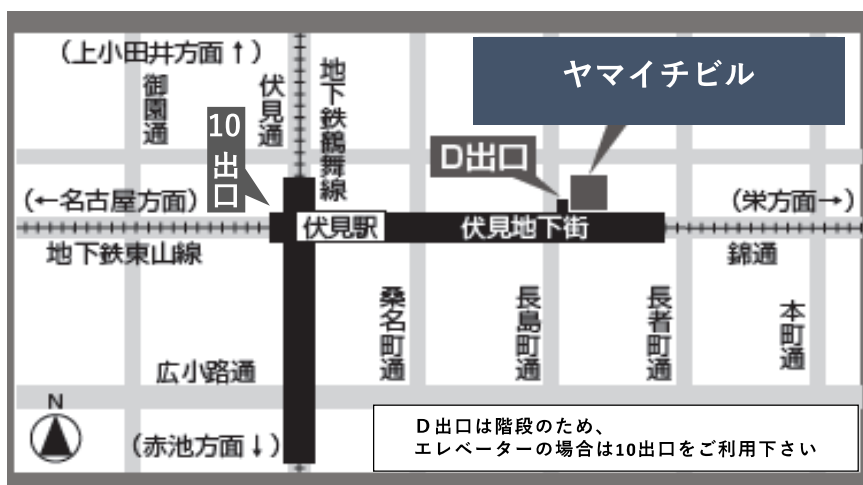 (上小田井方面↑)
ヤマイチビル
御園通
伏見通
地下鉄鶴舞線
10出口
D出口
(←名古屋方面)
(栄方面→)
伏見駅
伏見地下街
地下鉄東山線
錦通
桑名町通
長島町通
長者町通
本町通
広小路通
N
(赤池方面↓)
D出口は階段のため、
エレベーターの場合は10出口をご利用下さい